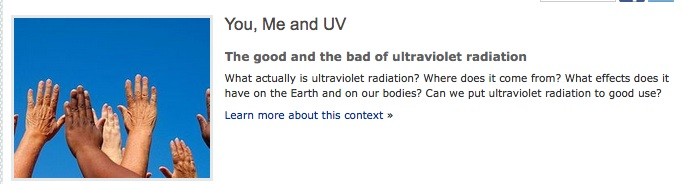 You, Me and UV
The good and the bad of ultraviolet radiation
What actually is ultraviolet radiation? Where does it come from? What effects does it
have on the Earth and on our bodies? Can we put ultraviolet radiation to good use?
Learn more about this context »